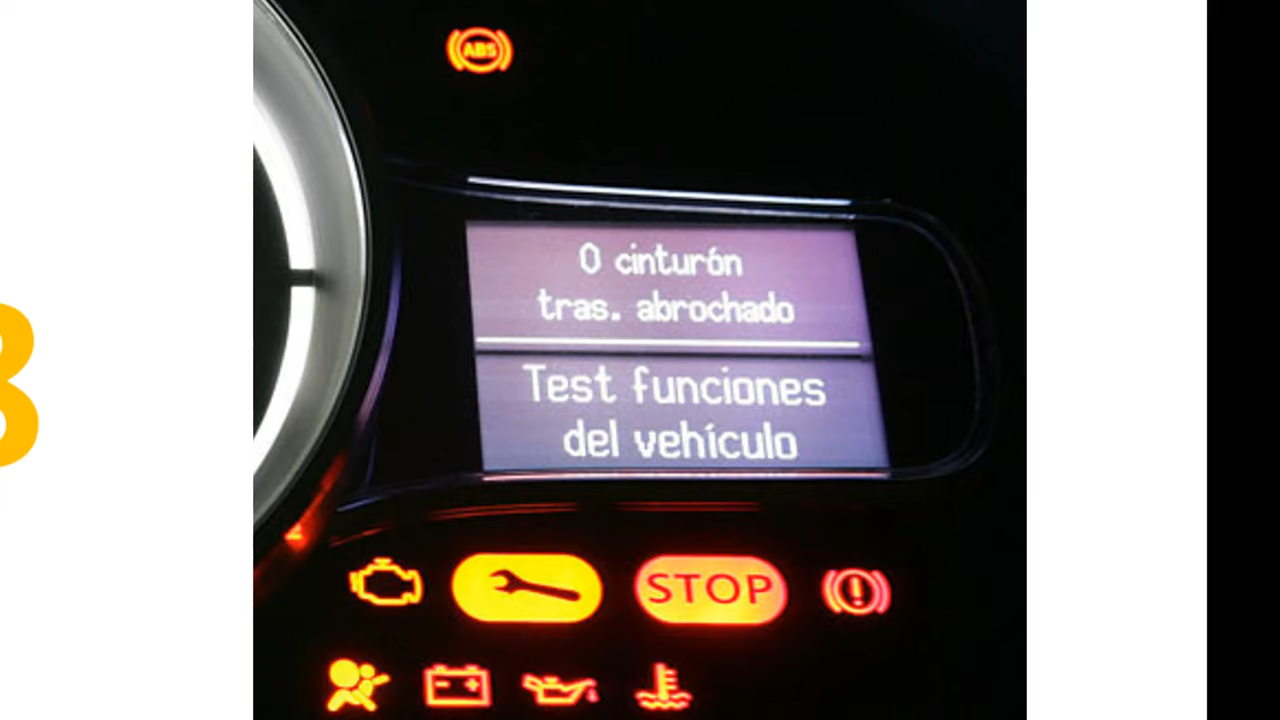 ABS
0 cinturón
tras. abrochado
Test funciones
del vehículo
STOP